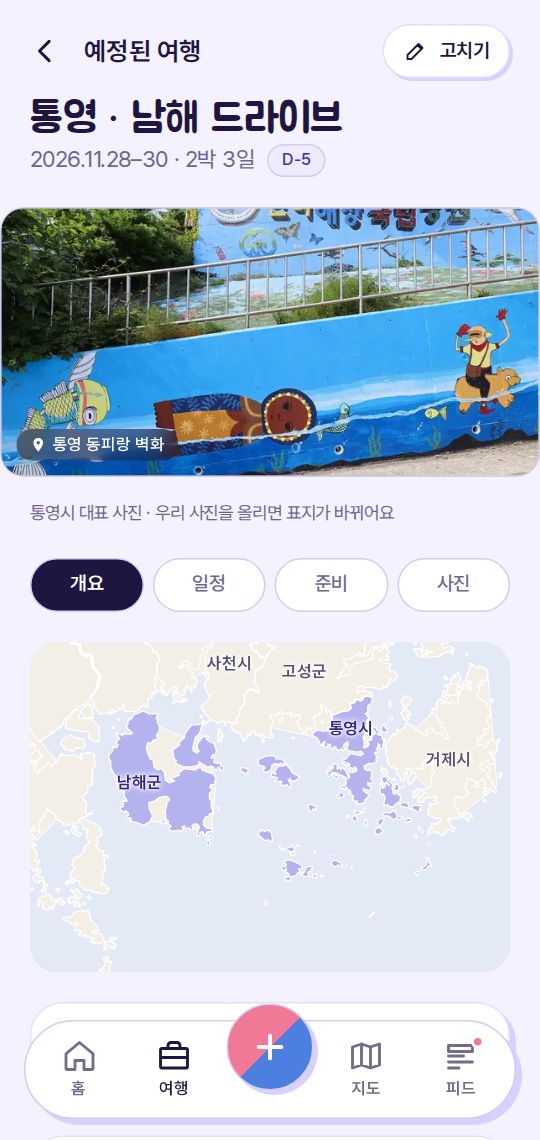 예정된 여행
고치기
통영 · 남해 드라이브
2026.11.28–30 · 2박 3일
D-5
통영 동피랑 벽화
통영시 대표 사진 · 우리 사진을 올리면 표지가 바뀌어요
개요
일정
준비
사진
사천시
고성군
통영시
거제시
남해군
홈
여행
지도
피드